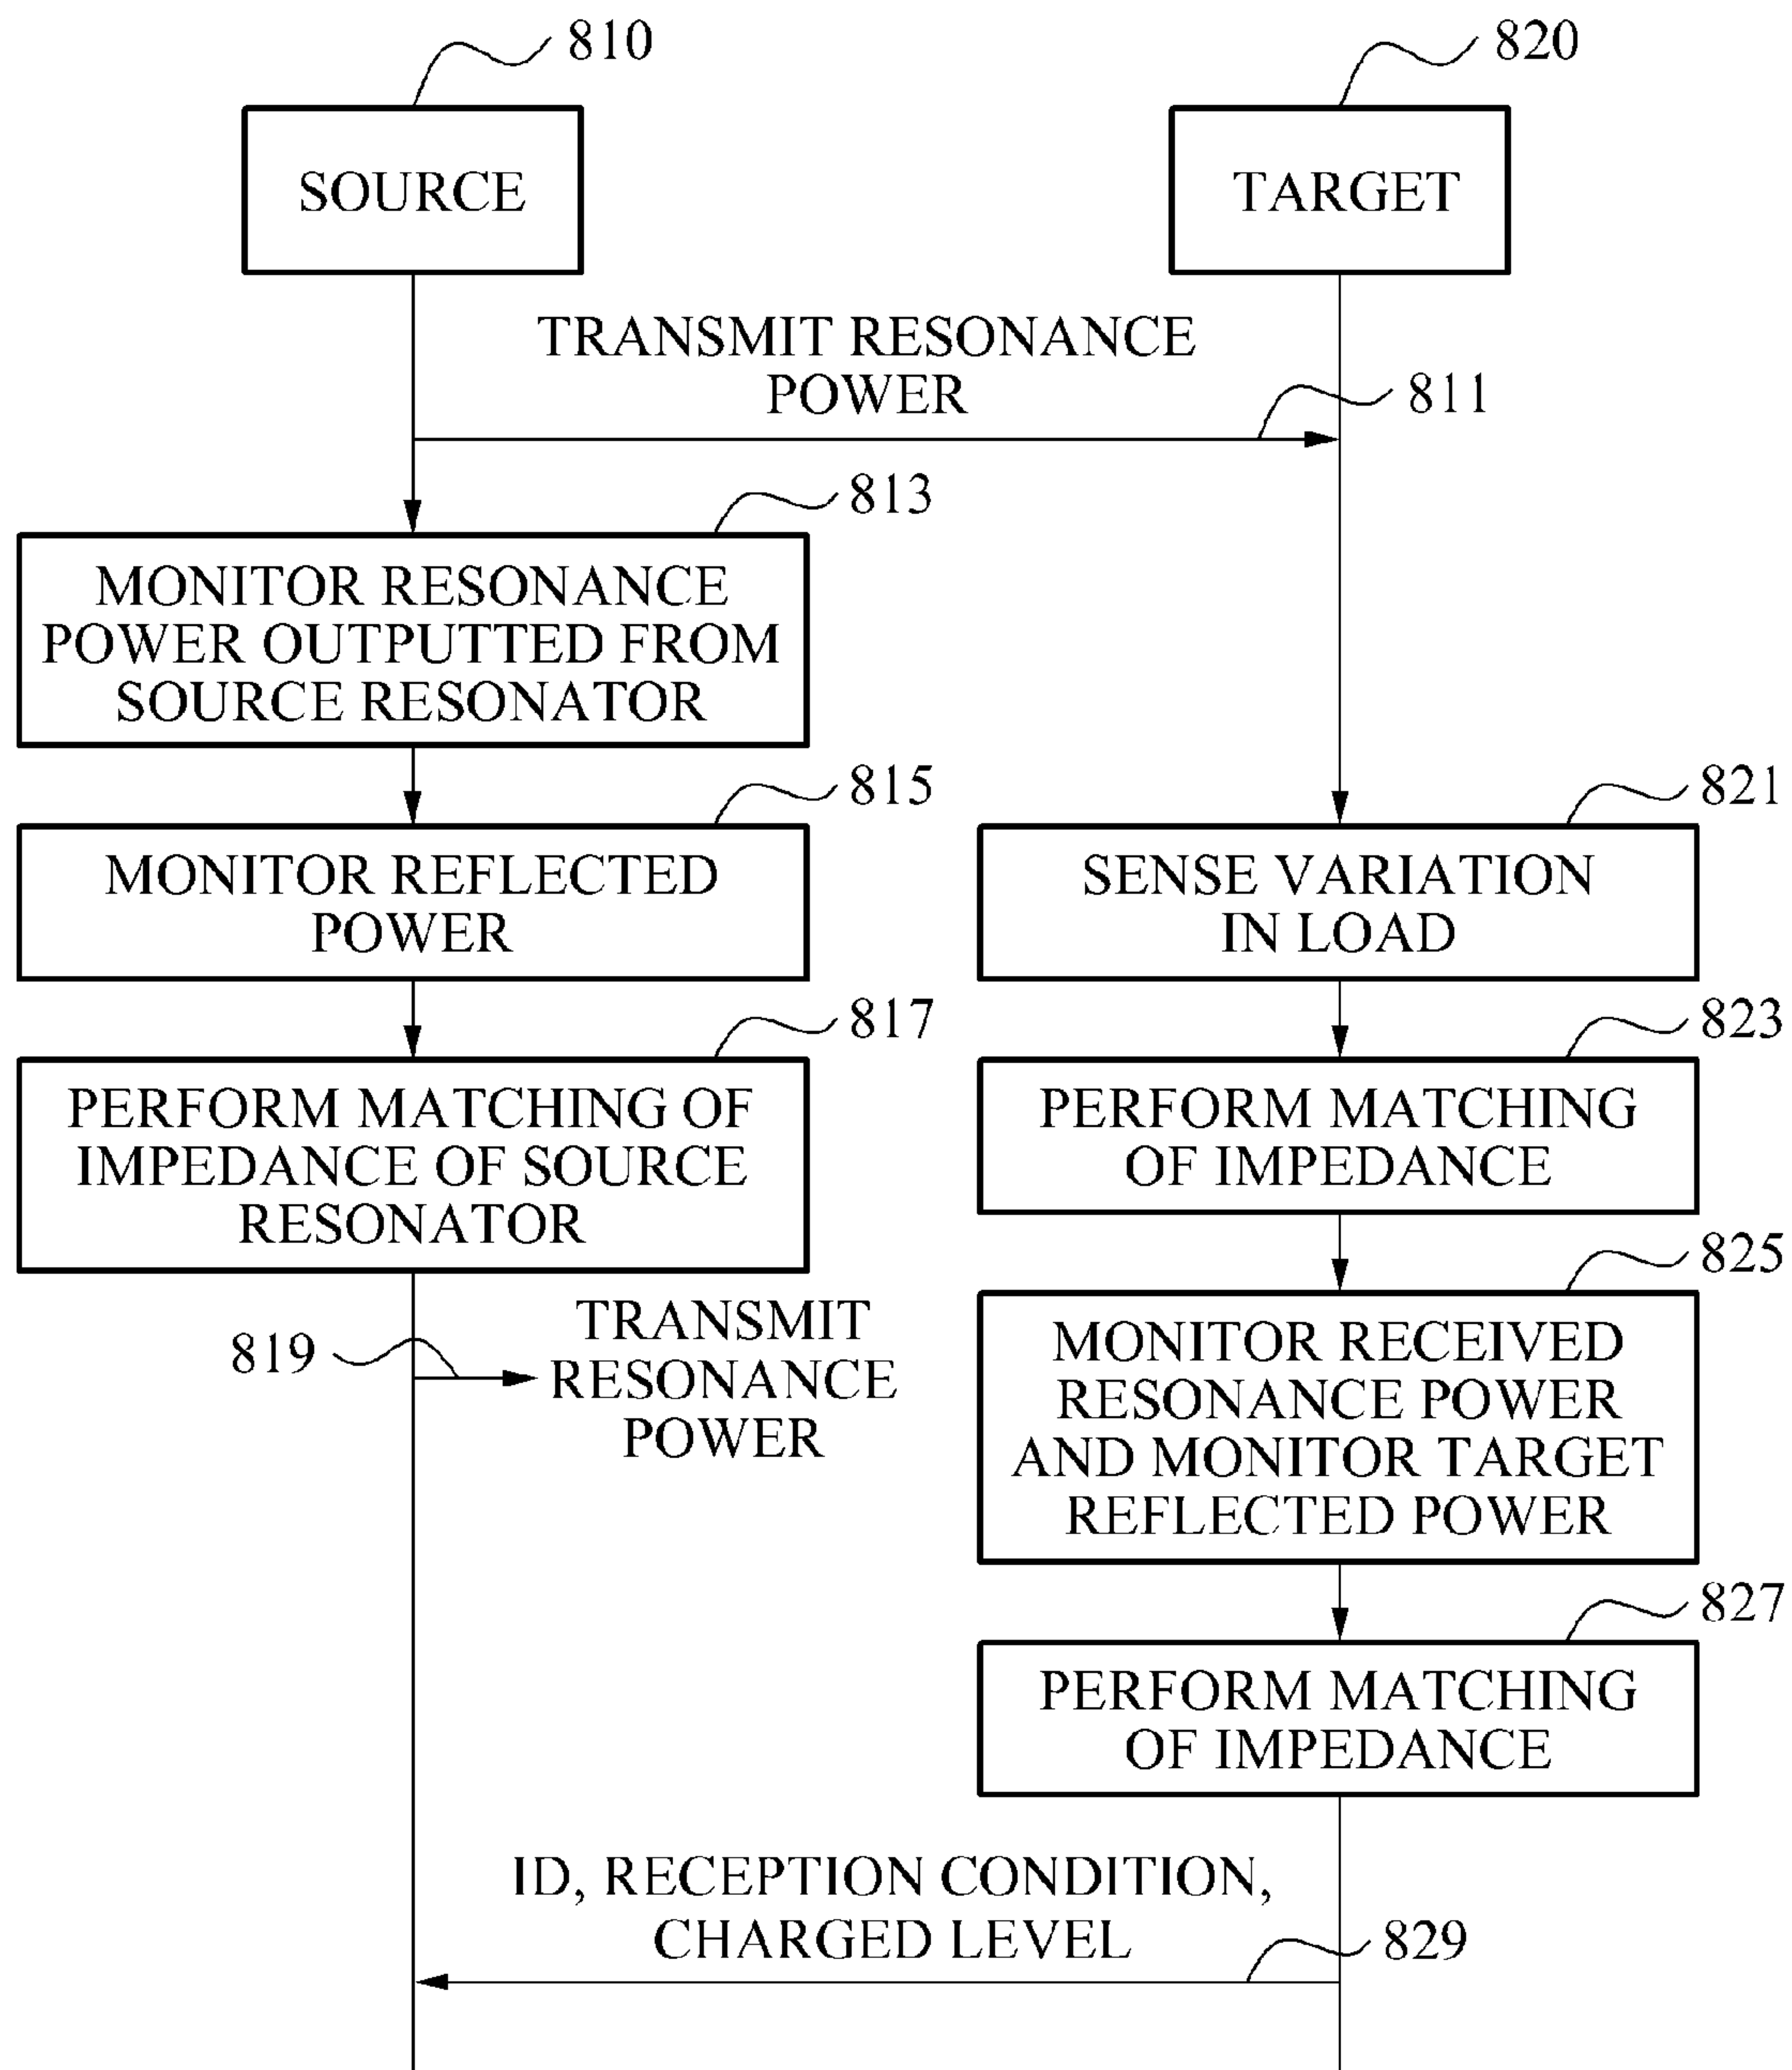 810
820
SOURCE
TARGET
TRANSMIT RESONANCE
POWER
811
813
MONITOR RESONANCE
POWER OUTPUTTED FROM
SOURCE RESONATOR
815
821
MONITOR REFLECTED
POWER
SENSE VARIATION
IN LOAD
817
823
PERFORM MATCHING OF
IMPEDANCE OF SOURCE
RESONATOR
PERFORM MATCHING
OF IMPEDANCE
825
819
TRANSMIT
RESONANCE
POWER
MONITOR RECEIVED
RESONANCE POWER
AND MONITOR TARGET
REFLECTED POWER
827
PERFORM MATCHING
OF IMPEDANCE
ID, RECEPTION CONDITION,
CHARGED LEVEL
829